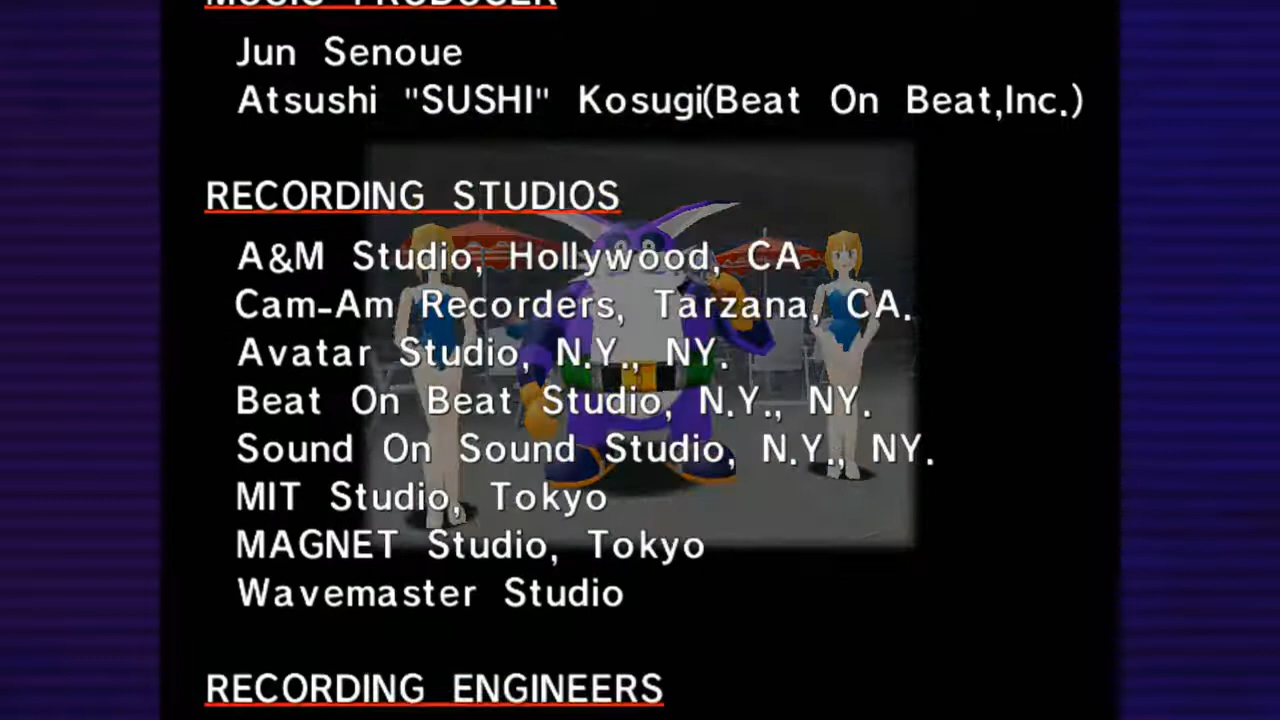 MUSIC PRODUCER
Jun Senoue
Atsushi "SUSHI" Kosugi(Beat On Beat,Inc.)
RECORDING STUDIOS
A&M Studio, Hollywood, CA
Cam-Am Recorders, Tarzana, CA.
Avatar Studio, N.Y., NY.
Beat On Beat Studio, N.Y., NY.
Sound On Sound Studio, N.Y., NY.
MIT Studio, Tokyo
MAGNET Studio, Tokyo
Wavemaster Studio
RECORDING ENGINEERS